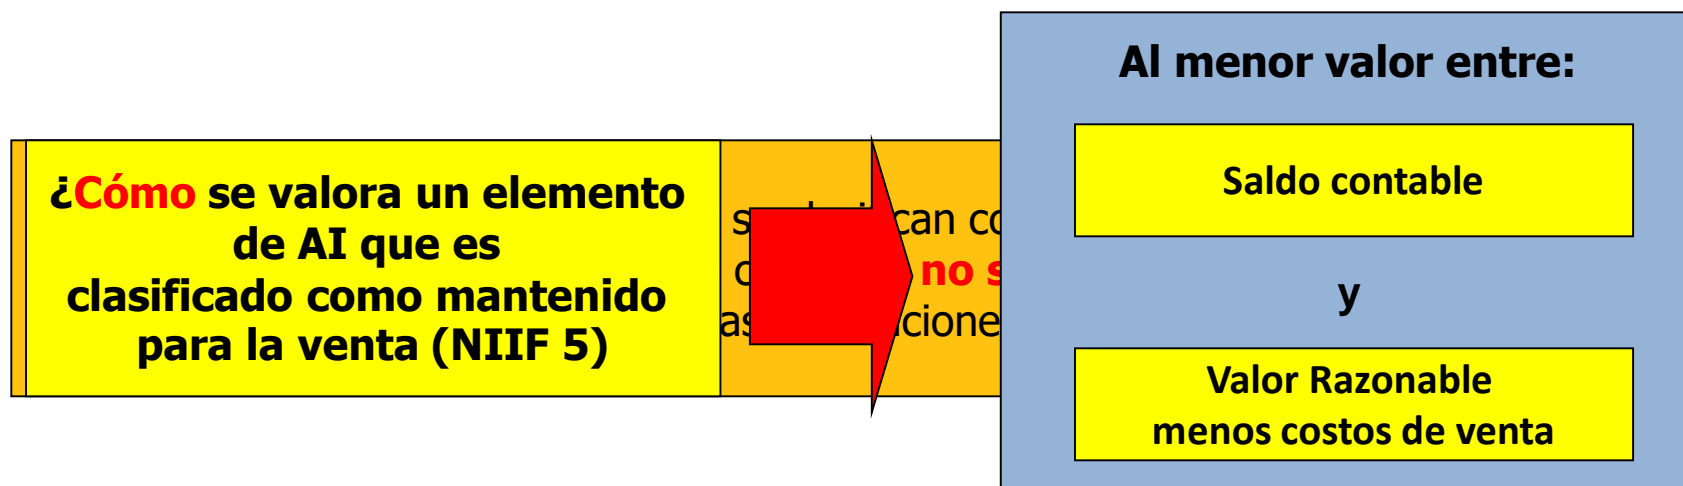 ¿Cómo se valora un elemento
de AI que es
clasificado como mantenido
para la venta (NIIF 5)
no
Al menor valor entre:
Saldo contable
y
Valor Razonable
menos costos de venta